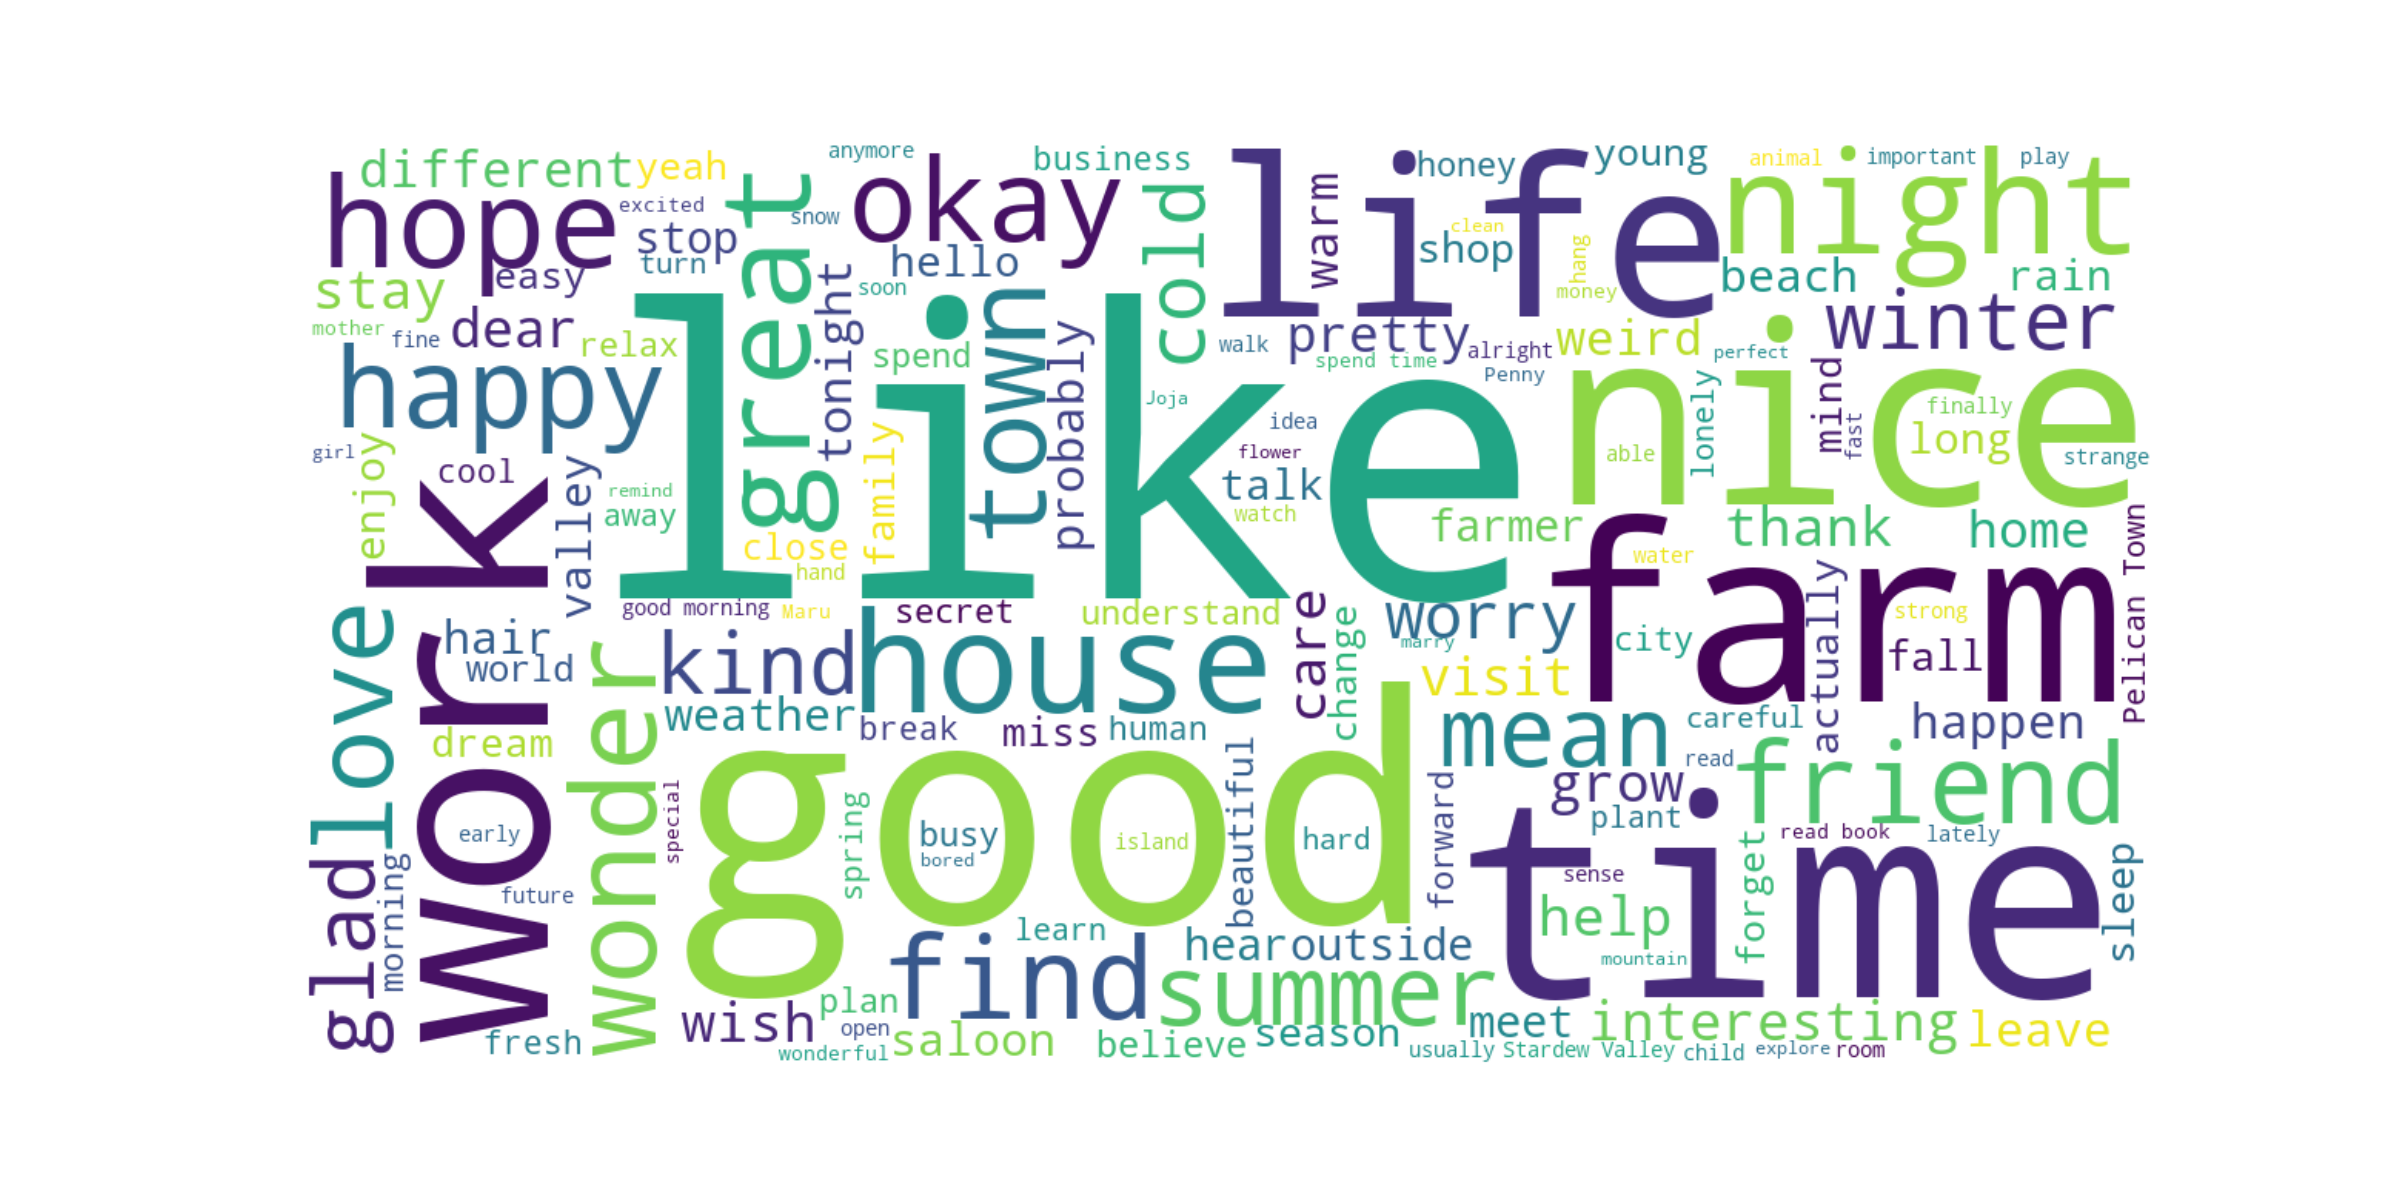 different
yeah
anymore
business
life
honey
young
animal
important
play
hope
excited
great
snow
okay
cold
warm
clean
night
stop
turn
hello
shop
hang
beach
rain
easy
stay
soon
money
mother
fine
dear
relax
tonight
spend
town
probably
walk
pretty
spend time
alright
Penny
weird
perfect
winter
happy
like
Joja
idea
flower
nice
lonely
mind
fast
finally
long
strange
girl
enjoy
cool
valley
remind
away
family
talk
watch
able
close
hand
farmer
thank
home
Pelican Town
work
good morning
Maru
secret
understand
care
change
worry
marry
water
farm
strong
city
actually
fall
love
hair
world
wonder
kind
house
visit
weather
break
miss
human
mean
careful
happen
dream
good
beautiful
read
friend
special
spring
busy
bored
island
hard
forward
grow
plant
read book
lately
early
glad
morning
future
time
sense
forget
sleep
help
learn
find
hear
outside
mountain
summer
fresh
wish
plan
open
wonderful
saloon
believe
season
meet
interesting
leave
usually
Stardew Valley
child
explore
room